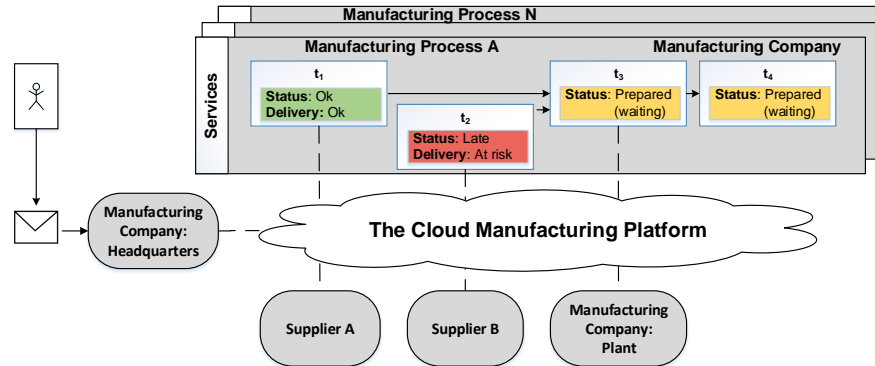 Manufacturing Process N
Manufacturing Process A
Manufacturing Company
Services
t1
Status: Ok
Delivery: Ok
t2
Status: Late
Delivery: At risk
t3
Status: Prepared
(waiting)
t4
Status: Prepared
(waiting)
Manufacturing
Company:
Headquarters
The Cloud Manufacturing Platform
Supplier A
Supplier B
Manufacturing
Company:
Plant